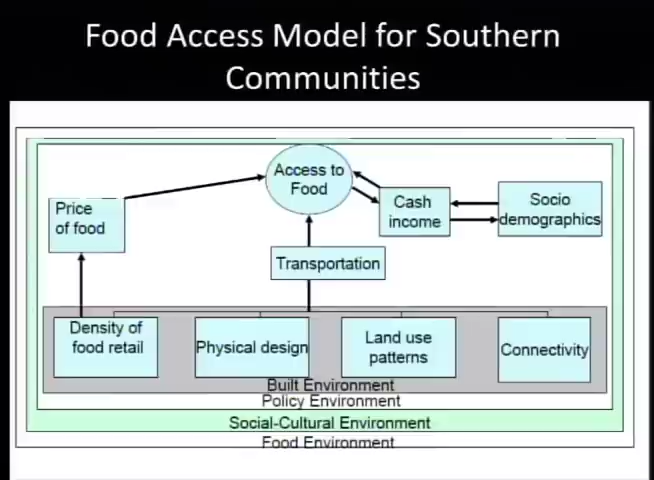 Food Access Model for Southern
Communities
Access to
Food
Price
of food
Cash
income
Socio
demographics
Transportation
Density of
food retail
Physical design
Land use
patterns
Connectivity
Built Environment
Policy Environment
Social-Cultural Environment
Food Environment